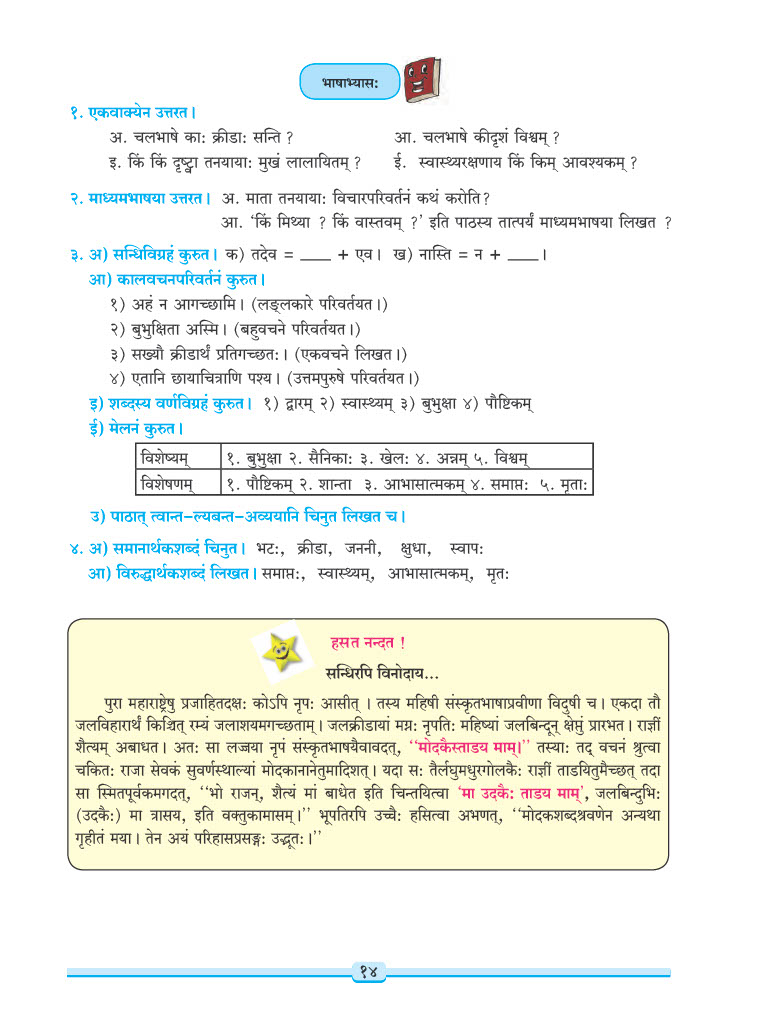 भाषाभ्यासः
१. एकवाक्येन उत्तरत।
अ. चलभाषे काः क्रीडाः सन्ति ? आ. चलभाषे कीदृशं विश्वम् ?
इ. किं किं दृष्ट्वा तनयायाः मुखं लालायितम् ? ई. स्वास्थ्यरक्षणाय किं किम् आवश्यकम् ?
२. माध्यमभाषया उत्तरत। अ. माता तनयायाः विचारपरिवर्तनं कथं करोति?
आ. ‘किं मिथ्या ? किं वास्तवम् ?’ इति पाठस्य तात्पर्यं माध्यमभाषया लिखत ?
३. अ) सन्धिविग्रहं कुरुत। क) तदेव = ___ + एव। ख) नास्ति = न + ___।
आ) कालवचनपरिवर्तनं कुरुत।
१) अहं न आगच्छामि। (लङ्लकारे परिवर्तयत।)
२) बुभुक्षिता अस्मि। (बहुवचने परिवर्तयत।)
३) सख्यौ क्रीडार्थं प्रतिगच्छतः। (एकवचने लिखत।)
४) एतानि छायाचित्राणि पश्य। (उत्तमपुरुषे परिवर्तयत।)
इ) शब्दस्य वर्णविग्रहं कुरुत। १) द्वारम् २) स्वास्थ्यम् ३) बुभुक्षा ४) पौष्टिकम्
ई) मेलनं कुरुत।
विशेष्यम् १. बुभुक्षा २. सैनिकाः ३. खेलः ४. अन्नम् ५. विश्वम्
विशेषणम् १. पौष्टिकम् २. शान्ता ३. आभासात्मकम् ४. समाप्तः ५. मृताः
उ) पाठात् त्वान्त-ल्यबन्त-अव्ययानि चिनुत लिखत च।
४. अ) समानार्थकशब्दं चिनुत। भटः, क्रीडा, जननी, क्षुधा, स्वापः
आ) विरुद्धार्थकशब्दं लिखत। समाप्तः, स्वास्थ्यम्, आभासात्मकम्, मृतः
हसत नन्दत !
सन्धिरपि विनोदाय...
पुरा महाराष्ट्रेषु प्रजाहितदक्षः कोऽपि नृपः आसीत् । तस्य महिषी संस्कृतभाषाप्रवीणा विदुषी च। एकदा तौ
जलविहारार्थं किञ्चित् रम्यं जलाशयमगच्छताम्। जलक्रीडायां मग्नः नृपतिः महिष्यां जलबिन्दून् क्षेप्तुं प्रारभत। राज्ञीं
शैत्यम् अबाधत। अतः सा लज्जया नृपं संस्कृतभाषयैवावदत्, ‘‘मोदकैस्ताडय माम्।’’ तस्याः तद् वचनं श्रुत्वा
चकितः राजा सेवकं सुवर्णस्थाल्यां मोदकानानेतुमादिशत्। यदा सः तैर्लघुमधुरगोलकैः राज्ञीं ताडयितुमैच्छत् तदा
सा स्मितपूर्वकमगदत्, ‘‘भो राजन्, शैत्यं मां बाधेत इति चिन्तयित्वा ‘मा उदकैः ताडय माम्’, जलबिन्दुभिः
(उदकैः) मा त्रासय, इति वक्तुकामासम्।’’ भूपतिरपि उच्चैः हसित्वा अभणत्, ‘‘मोदकशब्दश्रवणेन अन्यथा
गृहीतं मया। तेन अयं परिहासप्रसङ्गः उद्भूतः।’’
१४